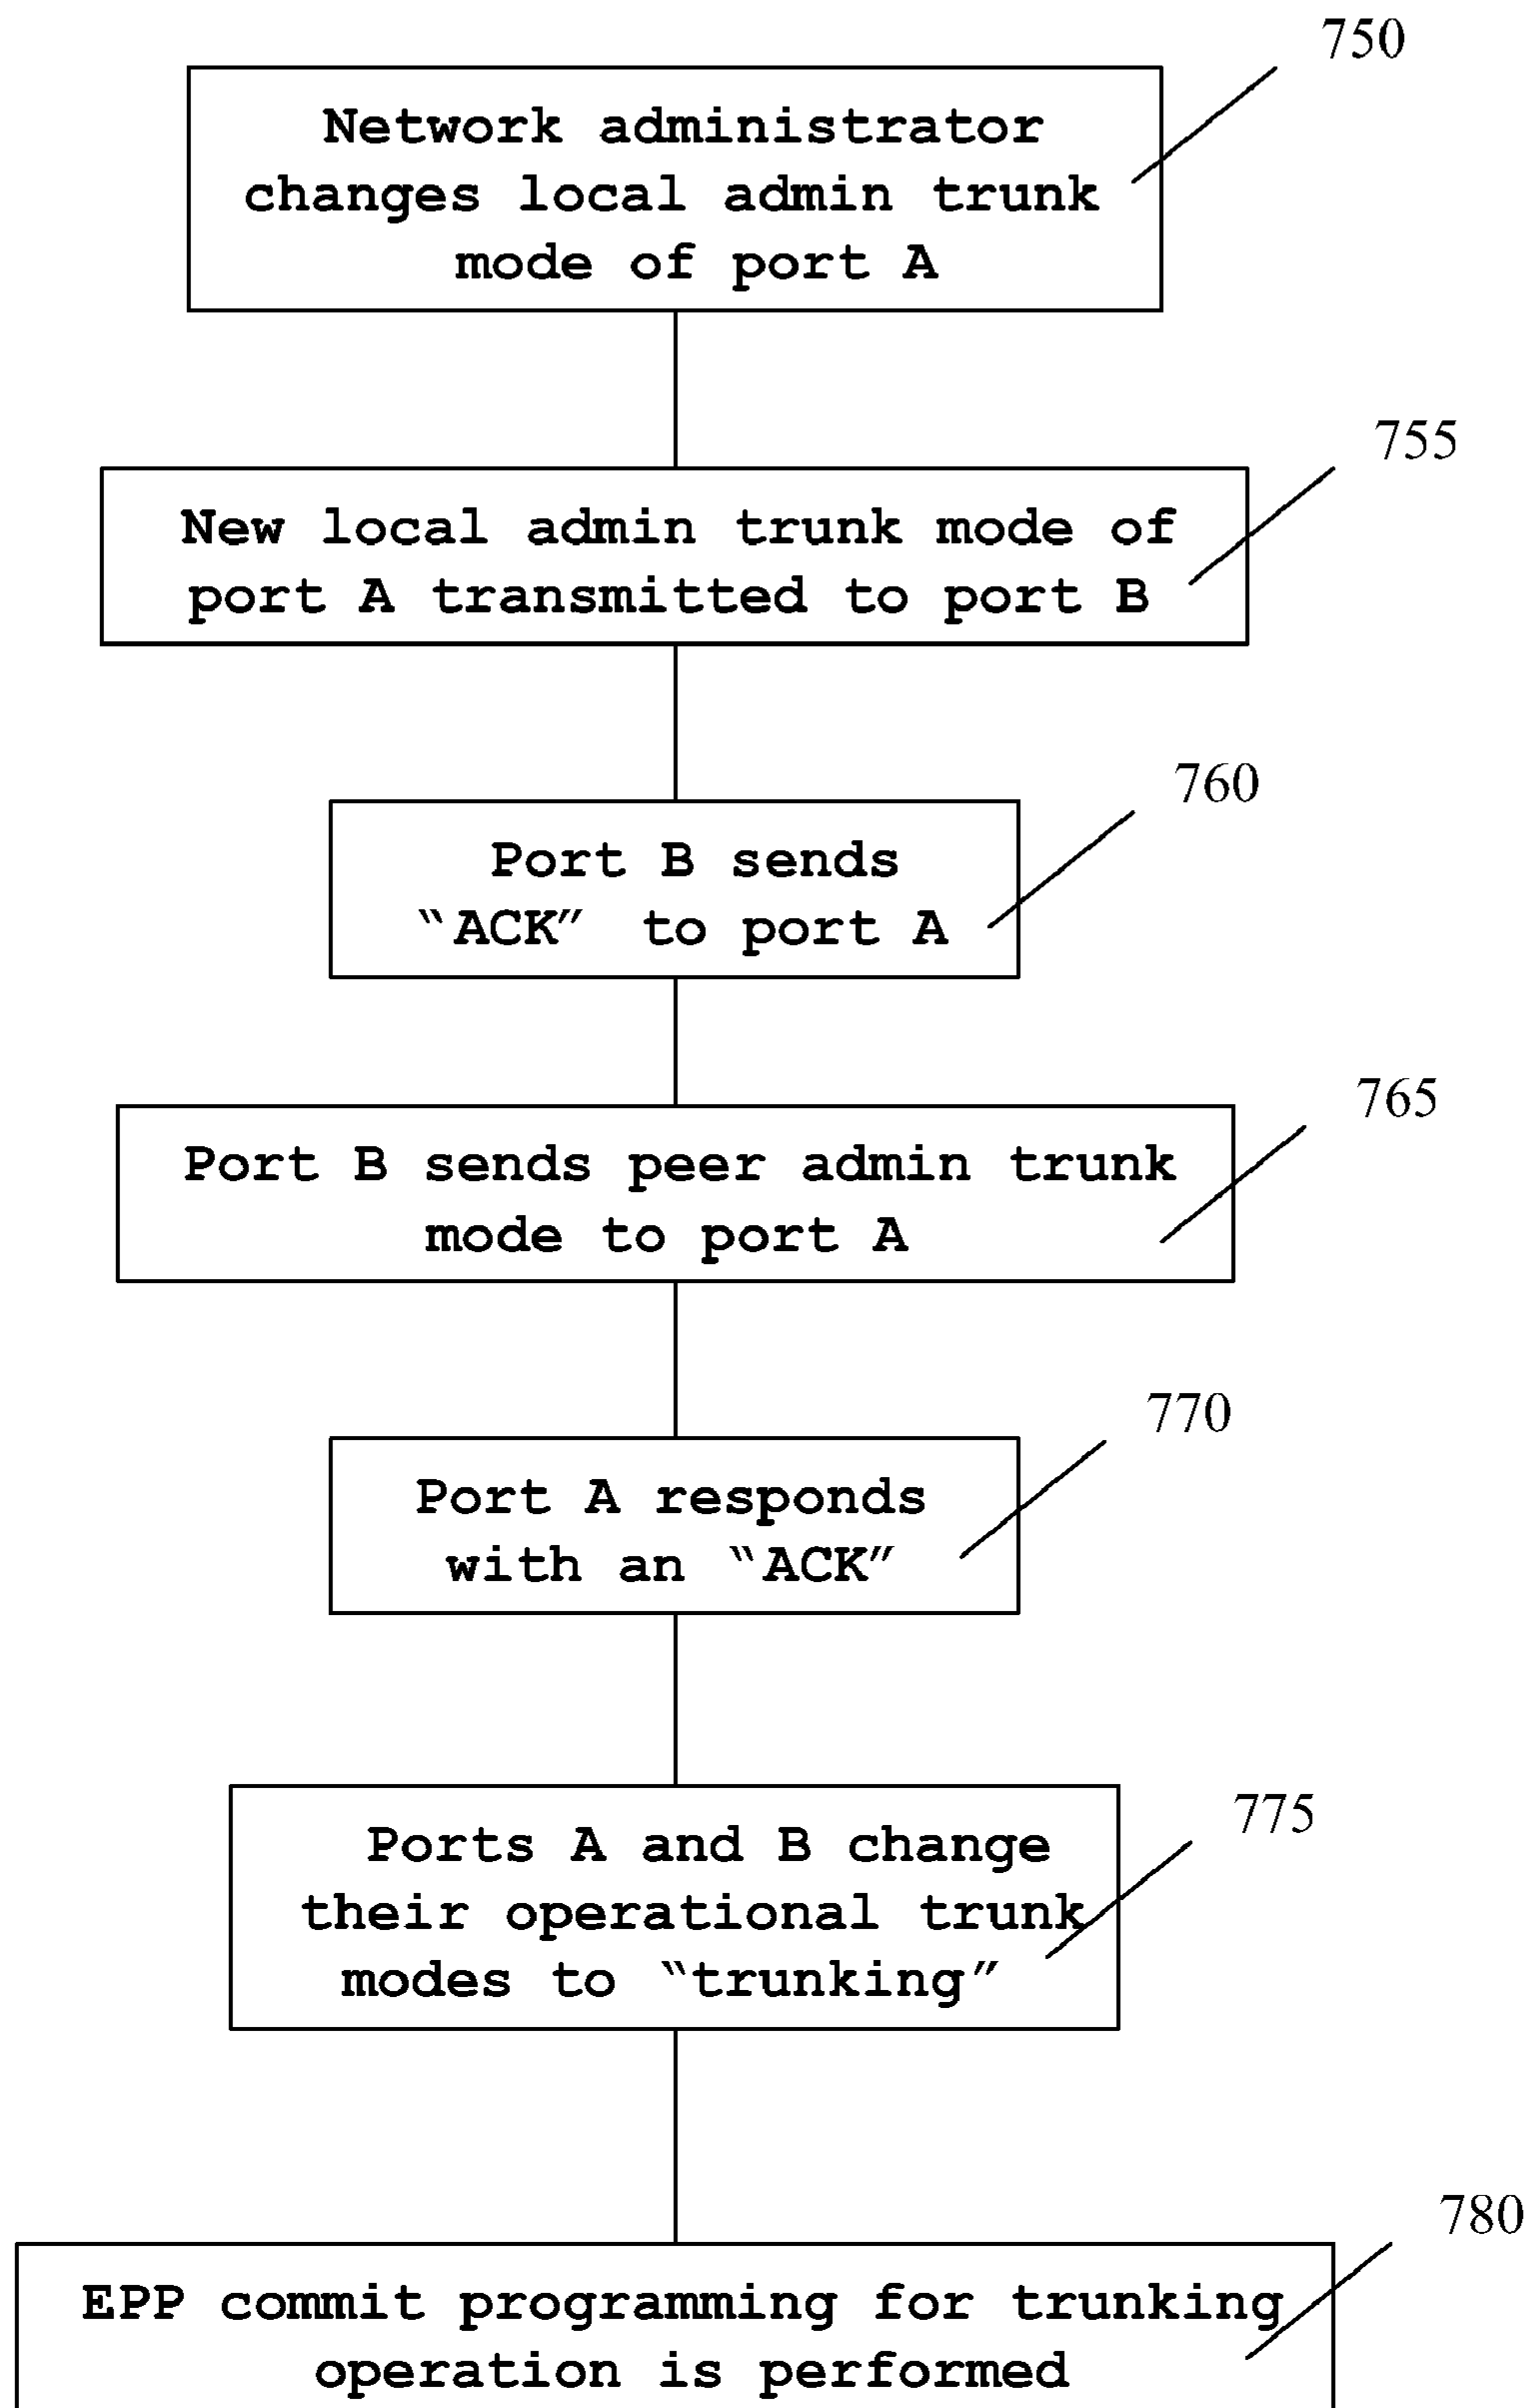 750
Network administrator
changes local admin trunk
mode of port A
755
New local admin trunk mode of
port A transmitted to port B
760
Port B sends
“ACK” to port A
765
Port B sends peer admin trunk
mode to port A
770
Port A responds
with an “ACK”
775
Ports A and B change
their operational trunk
modes to “trunking”
780
EPP commit programming for trunking
operation is performed